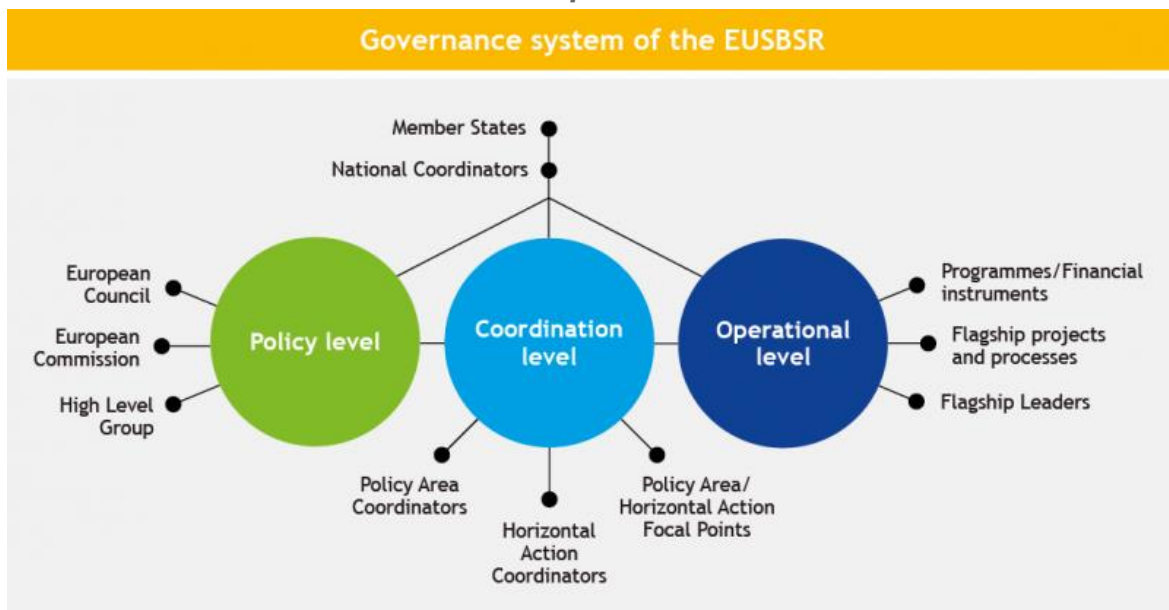 Governance system of the EUSBSR
Member States
National Coordinators
European
Council
European
Commission
High Level
Group
Policy level
Coordination
level
Operational
level
Programmes/Financial
instruments
Flagship projects
and processes
Flagship Leaders
Policy Area
Coordinators
Horizontal
Action
Coordinators
Policy Area/
Horizontal Action
Focal Points